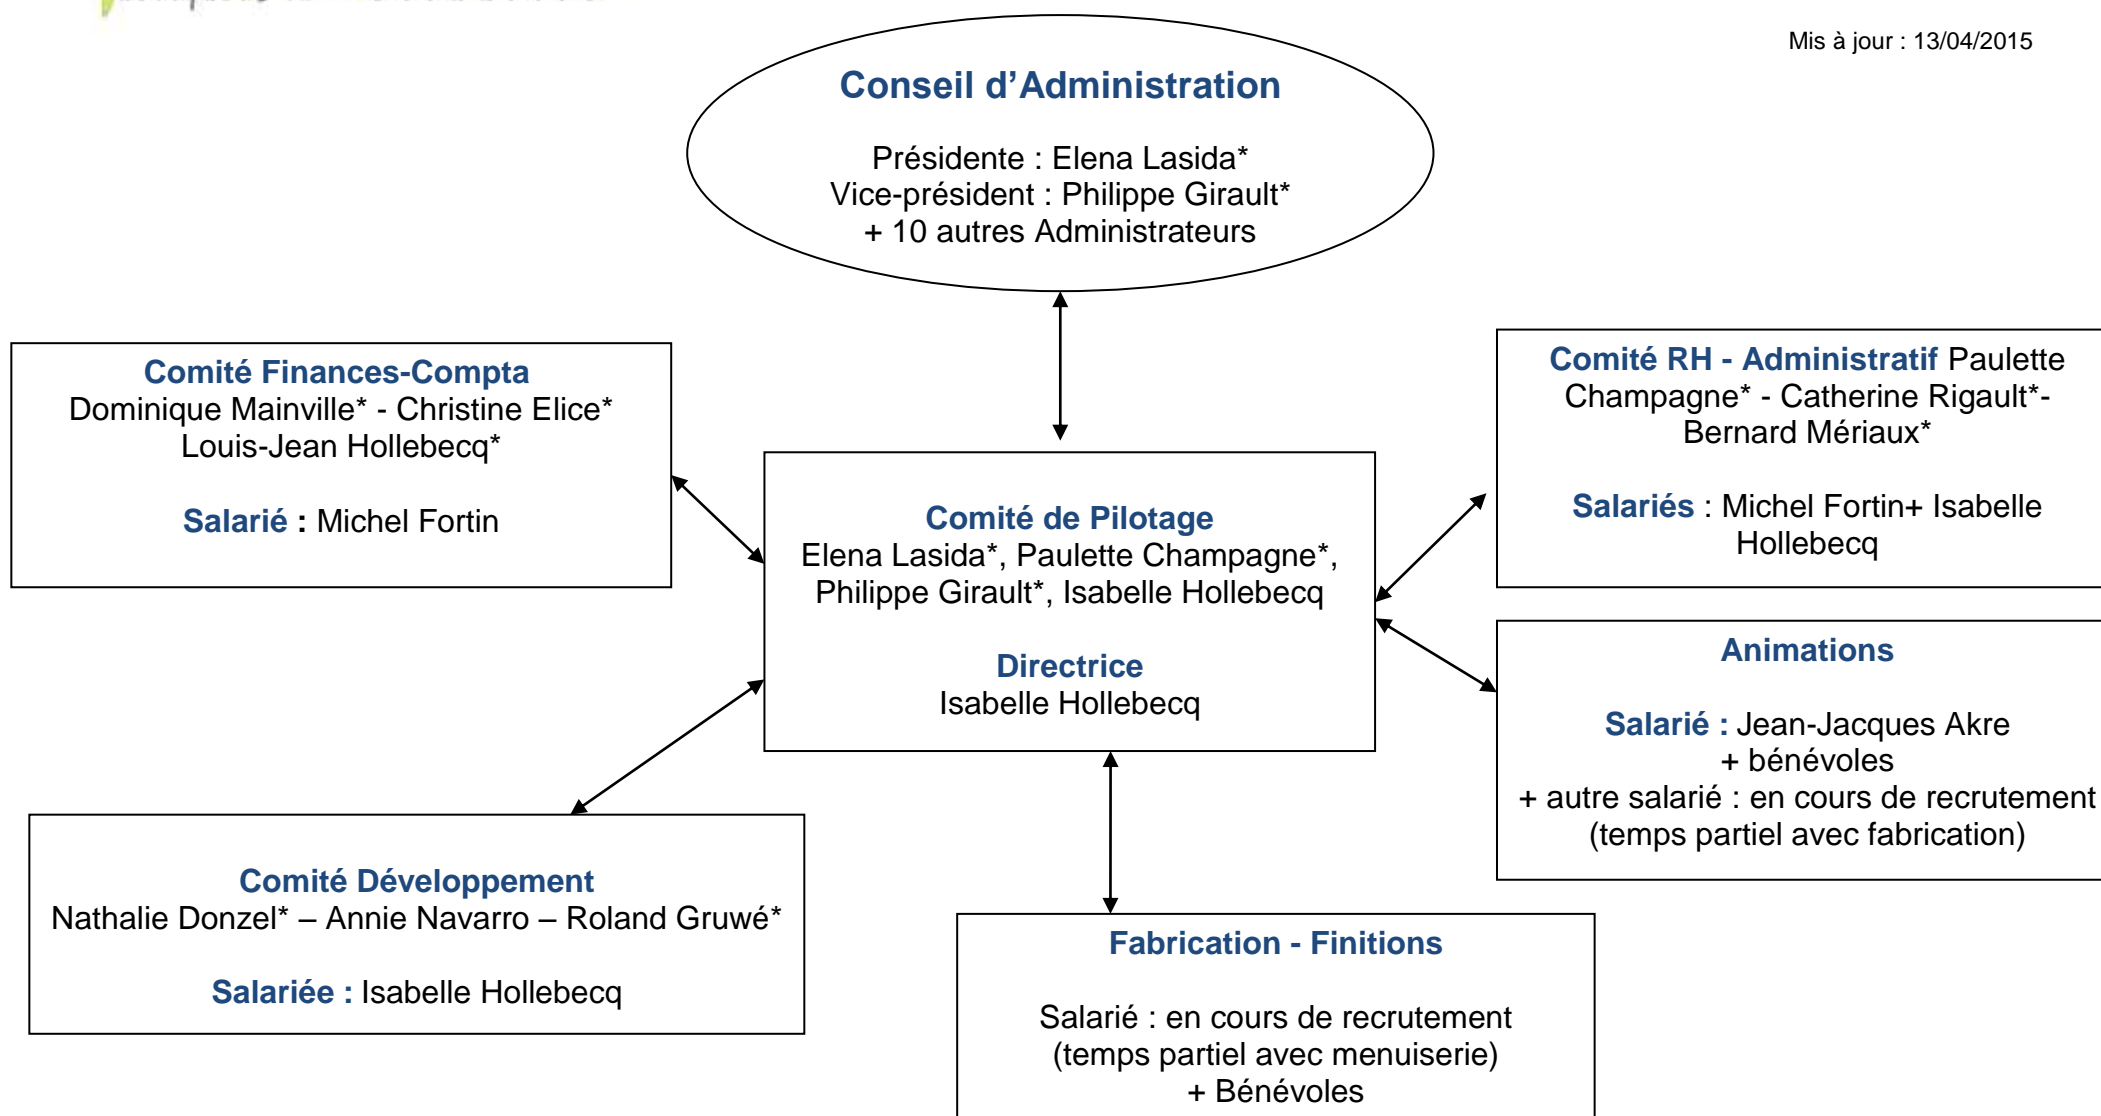 Mis à jour : 13/04/2015
Conseil d’Administration
Présidente : Elena Lasida*
Vice-président : Philippe Girault*
+ 10 autres Administrateurs
Comité Finances-Compta
Dominique Mainville* - Christine Elice*
Louis-Jean Hollebecq*
Salarié : Michel Fortin
Comité RH - Administratif Paulette
Champagne* - Catherine Rigault*-
Bernard Mériaux*
Salariés : Michel Fortin+ Isabelle
Hollebecq
Comité de Pilotage
Elena Lasida*, Paulette Champagne*,
Philippe Girault*, Isabelle Hollebecq
Directrice
Isabelle Hollebecq
Animations
Salarié : Jean-Jacques Akre
+ bénévoles
+ autre salarié : en cours de recrutement
(temps partiel avec fabrication)
Comité Développement
Nathalie Donzel* – Annie Navarro – Roland Gruwé*
Salariée : Isabelle Hollebecq
Fabrication - Finitions
Salarié : en cours de recrutement
(temps partiel avec menuiserie)
+ Bénévoles